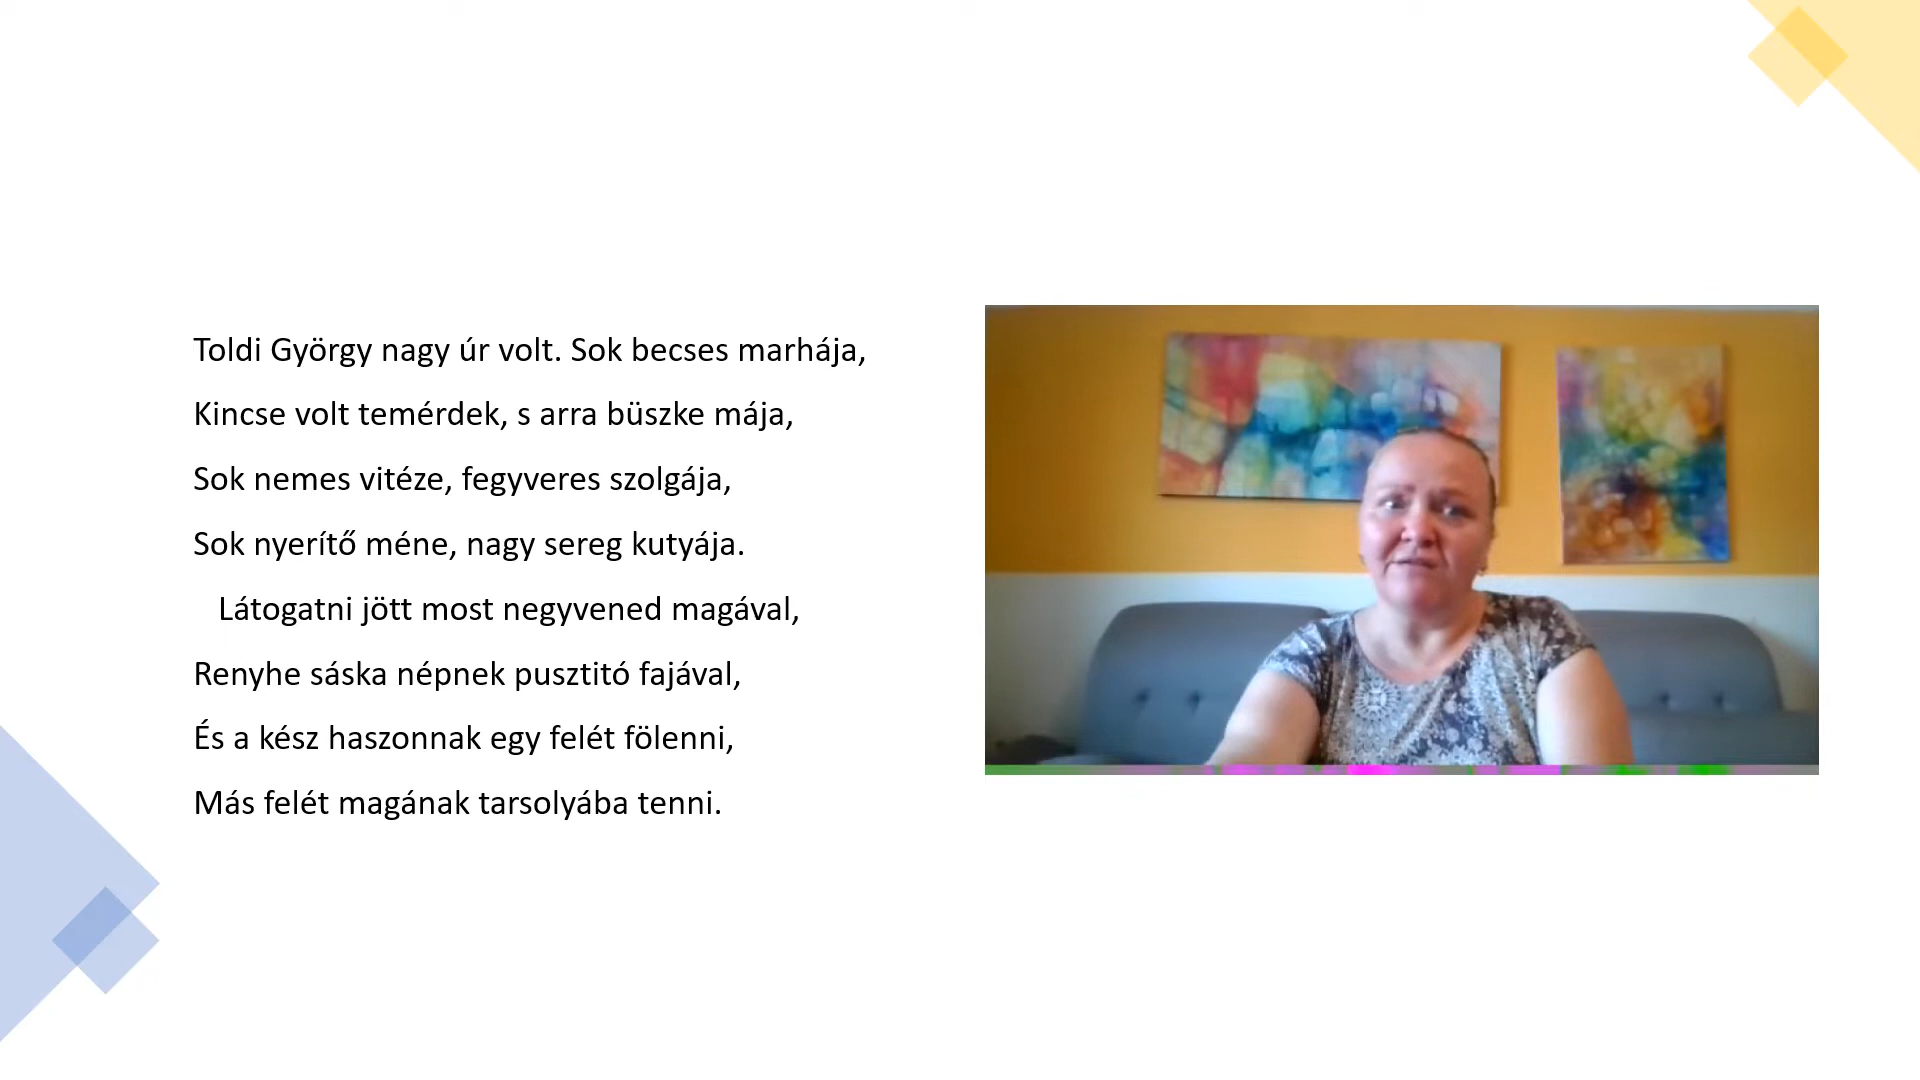 Toldi György nagy úr volt. Sok becses marhája,
Kincse volt temérdek, s arra büszke mája,
Sok nemes vitéze, fegyveres szolgája,
Sok nyerítő méne, nagy sereg kutyája.
Látogatni jött most negyvened magával,
Renyhe sáska népnek pusztitó fajával,
És a kész haszonnak egy felét fölenni,
Más felét magának tarsolyába tenni.